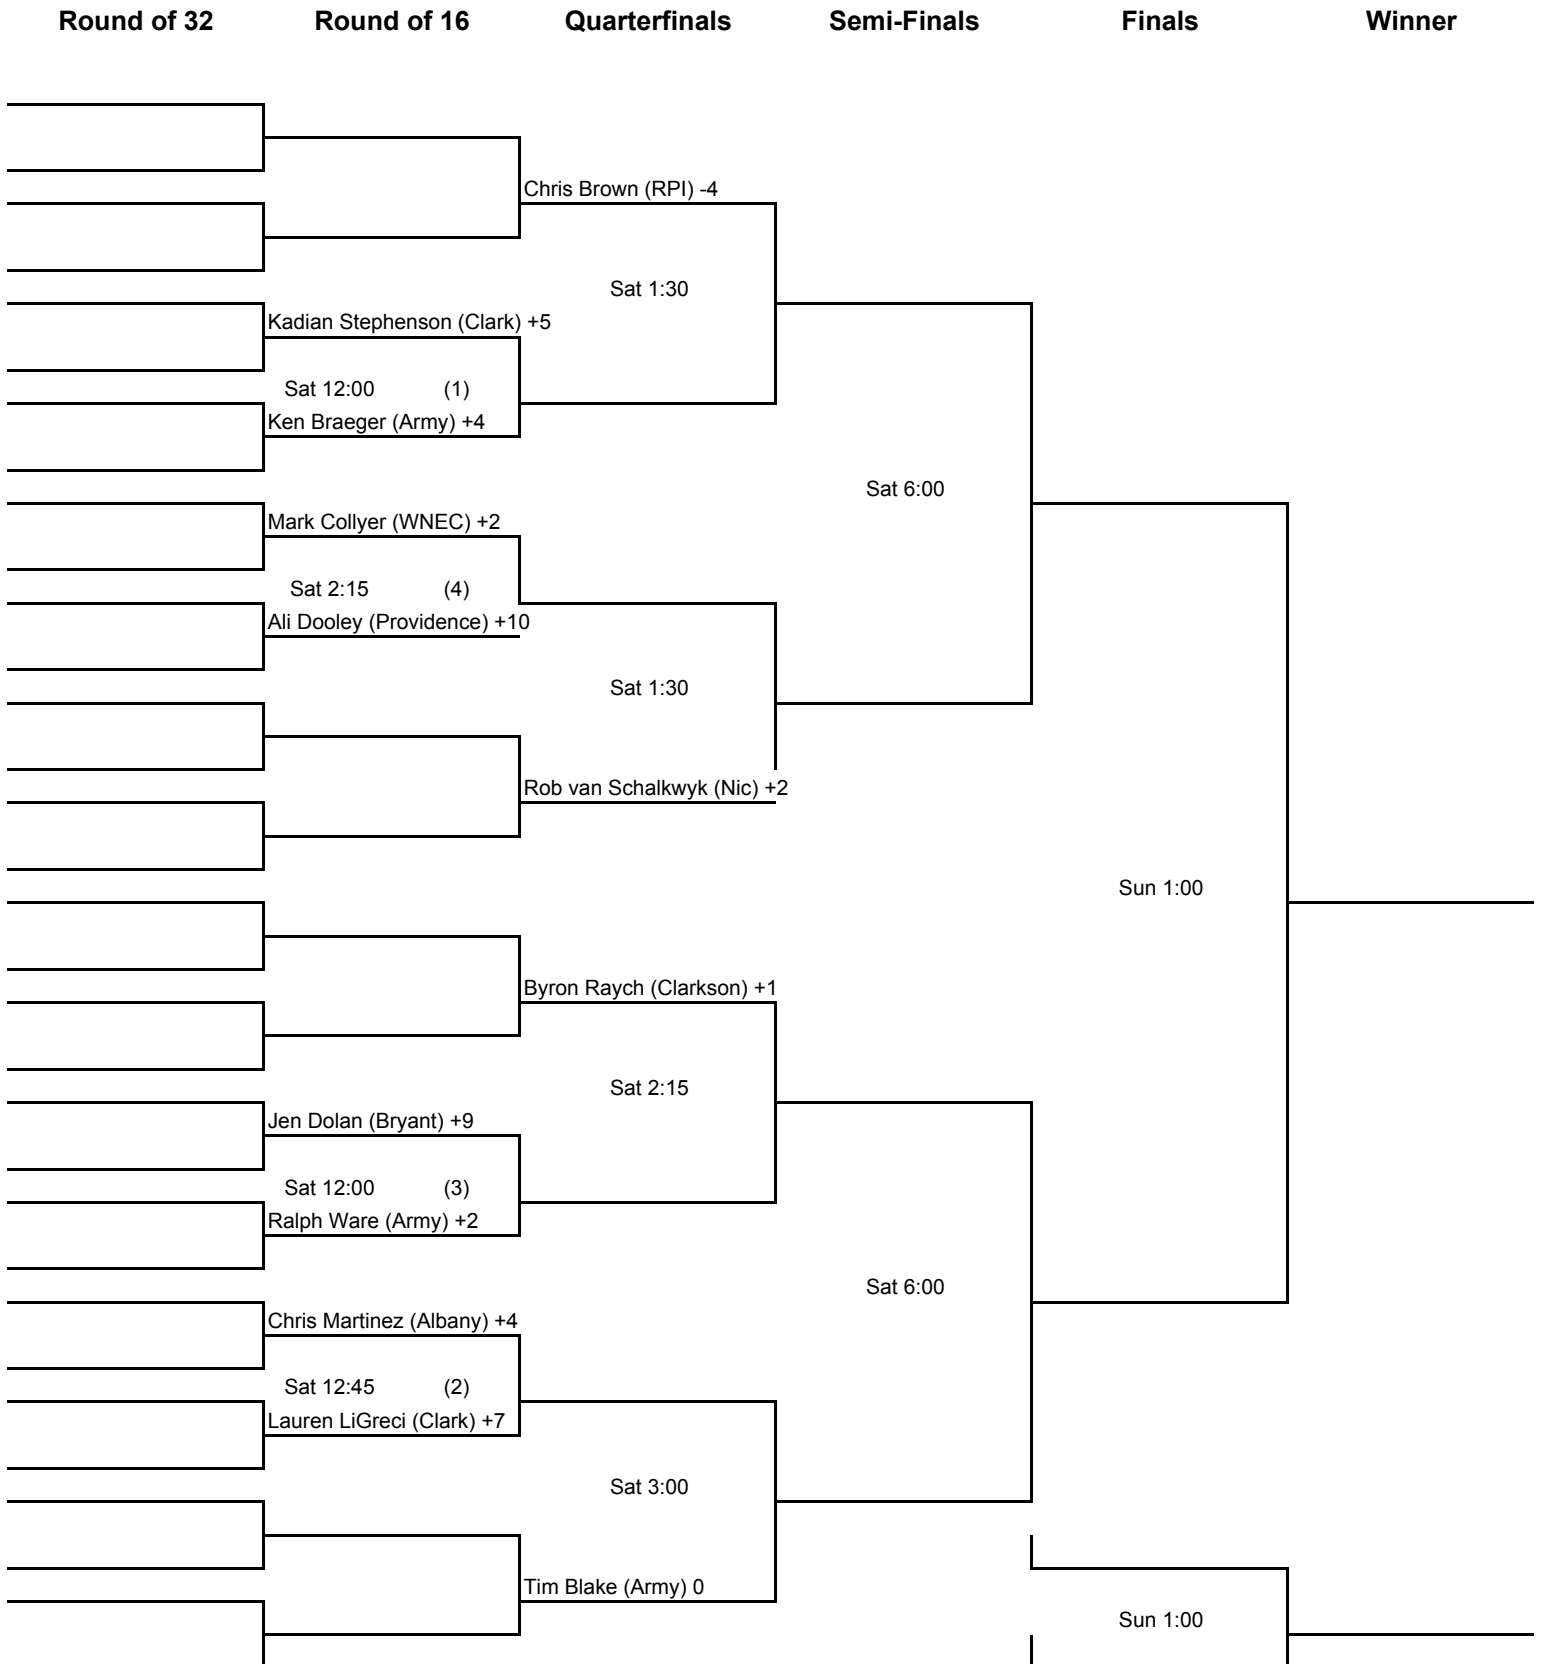 Round of 32 Round of 16 Quarterfinals Semi-Finals Finals Winner
Chris Brown (RPI) -4
Sat 1:30
Kadian Stephenson (Clark) +5
Sat 12:00 (1)
Ken Braeger (Army) +4
Sat 6:00
Mark Collyer (WNEC) +2
Sat 2:15 (4)
Ali Dooley (Providence) +10
Sat 1:30
Rob van Schalkwyk (Nic) +2
Sun 1:00
Byron Raych (Clarkson) +1
Sat 2:15
Jen Dolan (Bryant) +9
Sat 12:00 (3)
Ralph Ware (Army) +2
Sat 6:00
Chris Martinez (Albany) +4
Sat 12:45 (2)
Lauren LiGreci (Clark) +7
Sat 3:00
Tim Blake (Army) 0
Sun 1:00